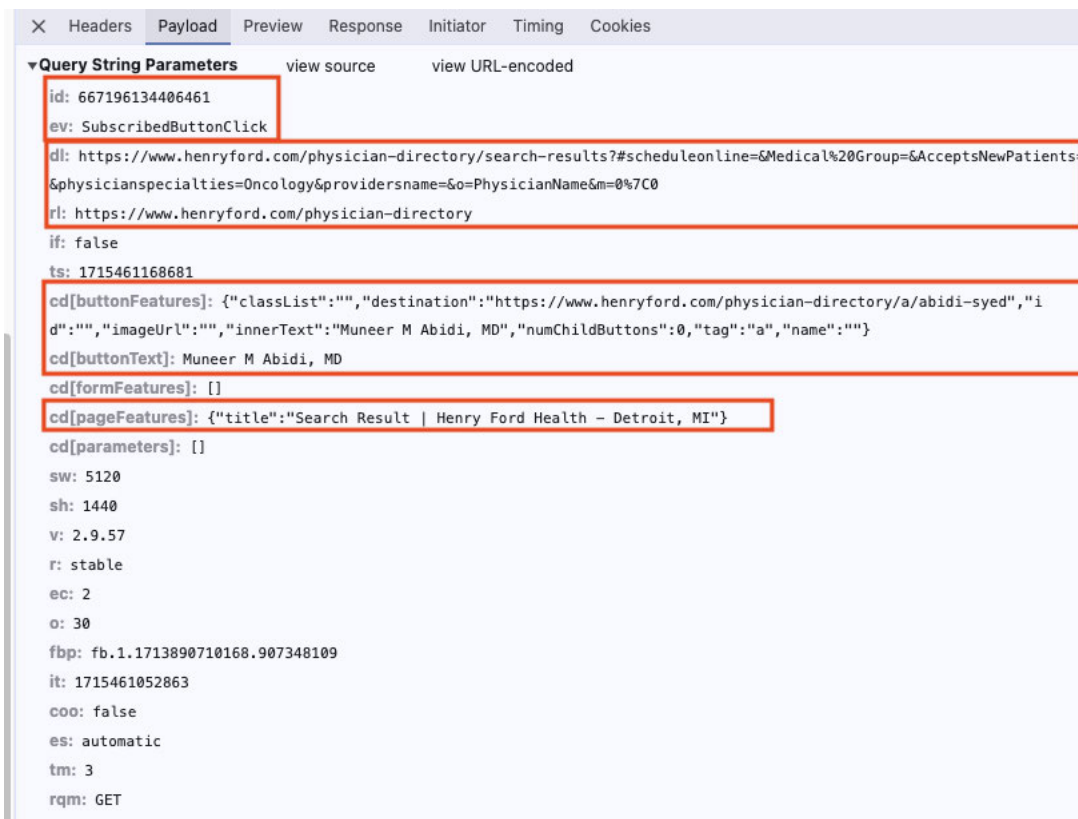 × Headers Payload Preview Response Initiator Timing Cookies
▼Query String Parameters view source view URL-encoded
id: 667196134406461
ev: SubscribedButtonClick
dl: https://www.henryford.com/physician-directory/search-results?#scheduleonline=&Medical%20Group=&AcceptsNewPatients=
&physicianspecialties=Oncology&providersname=&o=PhysicianName&m=0%7C0
rl: https://www.henryford.com/physician-directory
if: false
ts: 1715461168681
cd[buttonFeatures]: {"classList":"","destination":"https://www.henryford.com/physician-directory/a/abidi-syed","i
d":"","imageUrl":"","innerText":"Muneer M Abidi, MD","numChildButtons":0,"tag":"a","name":""}
cd[buttonText]: Muneer M Abidi, MD
cd[formFeatures]: []
cd[pageFeatures]: {"title":"Search Result | Henry Ford Health – Detroit, MI"}
cd[parameters]: []
sw: 5120
sh: 1440
v: 2.9.57
r: stable
ec: 2
o: 30
fbp: fb.1.1713890710168.907348109
it: 1715461052863
coo: false
es: automatic
tm: 3
rqm: GET